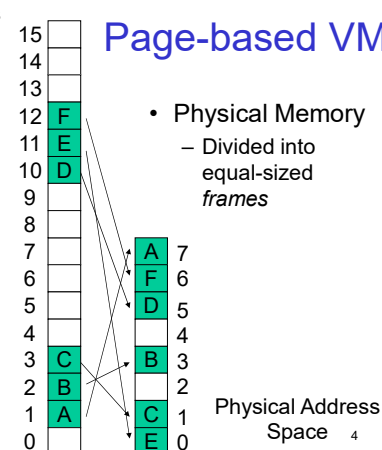 Page-based VM
• Physical Memory
– Divided into
equal-sized
frames
15
14
13
12 F
11 E
10 D
9
8
7
6
5
4
3 C
2 B
1 A
0
A 7
F 6
D 5
4
B 3
2
C 1
E 0
Physical Address
Space
4